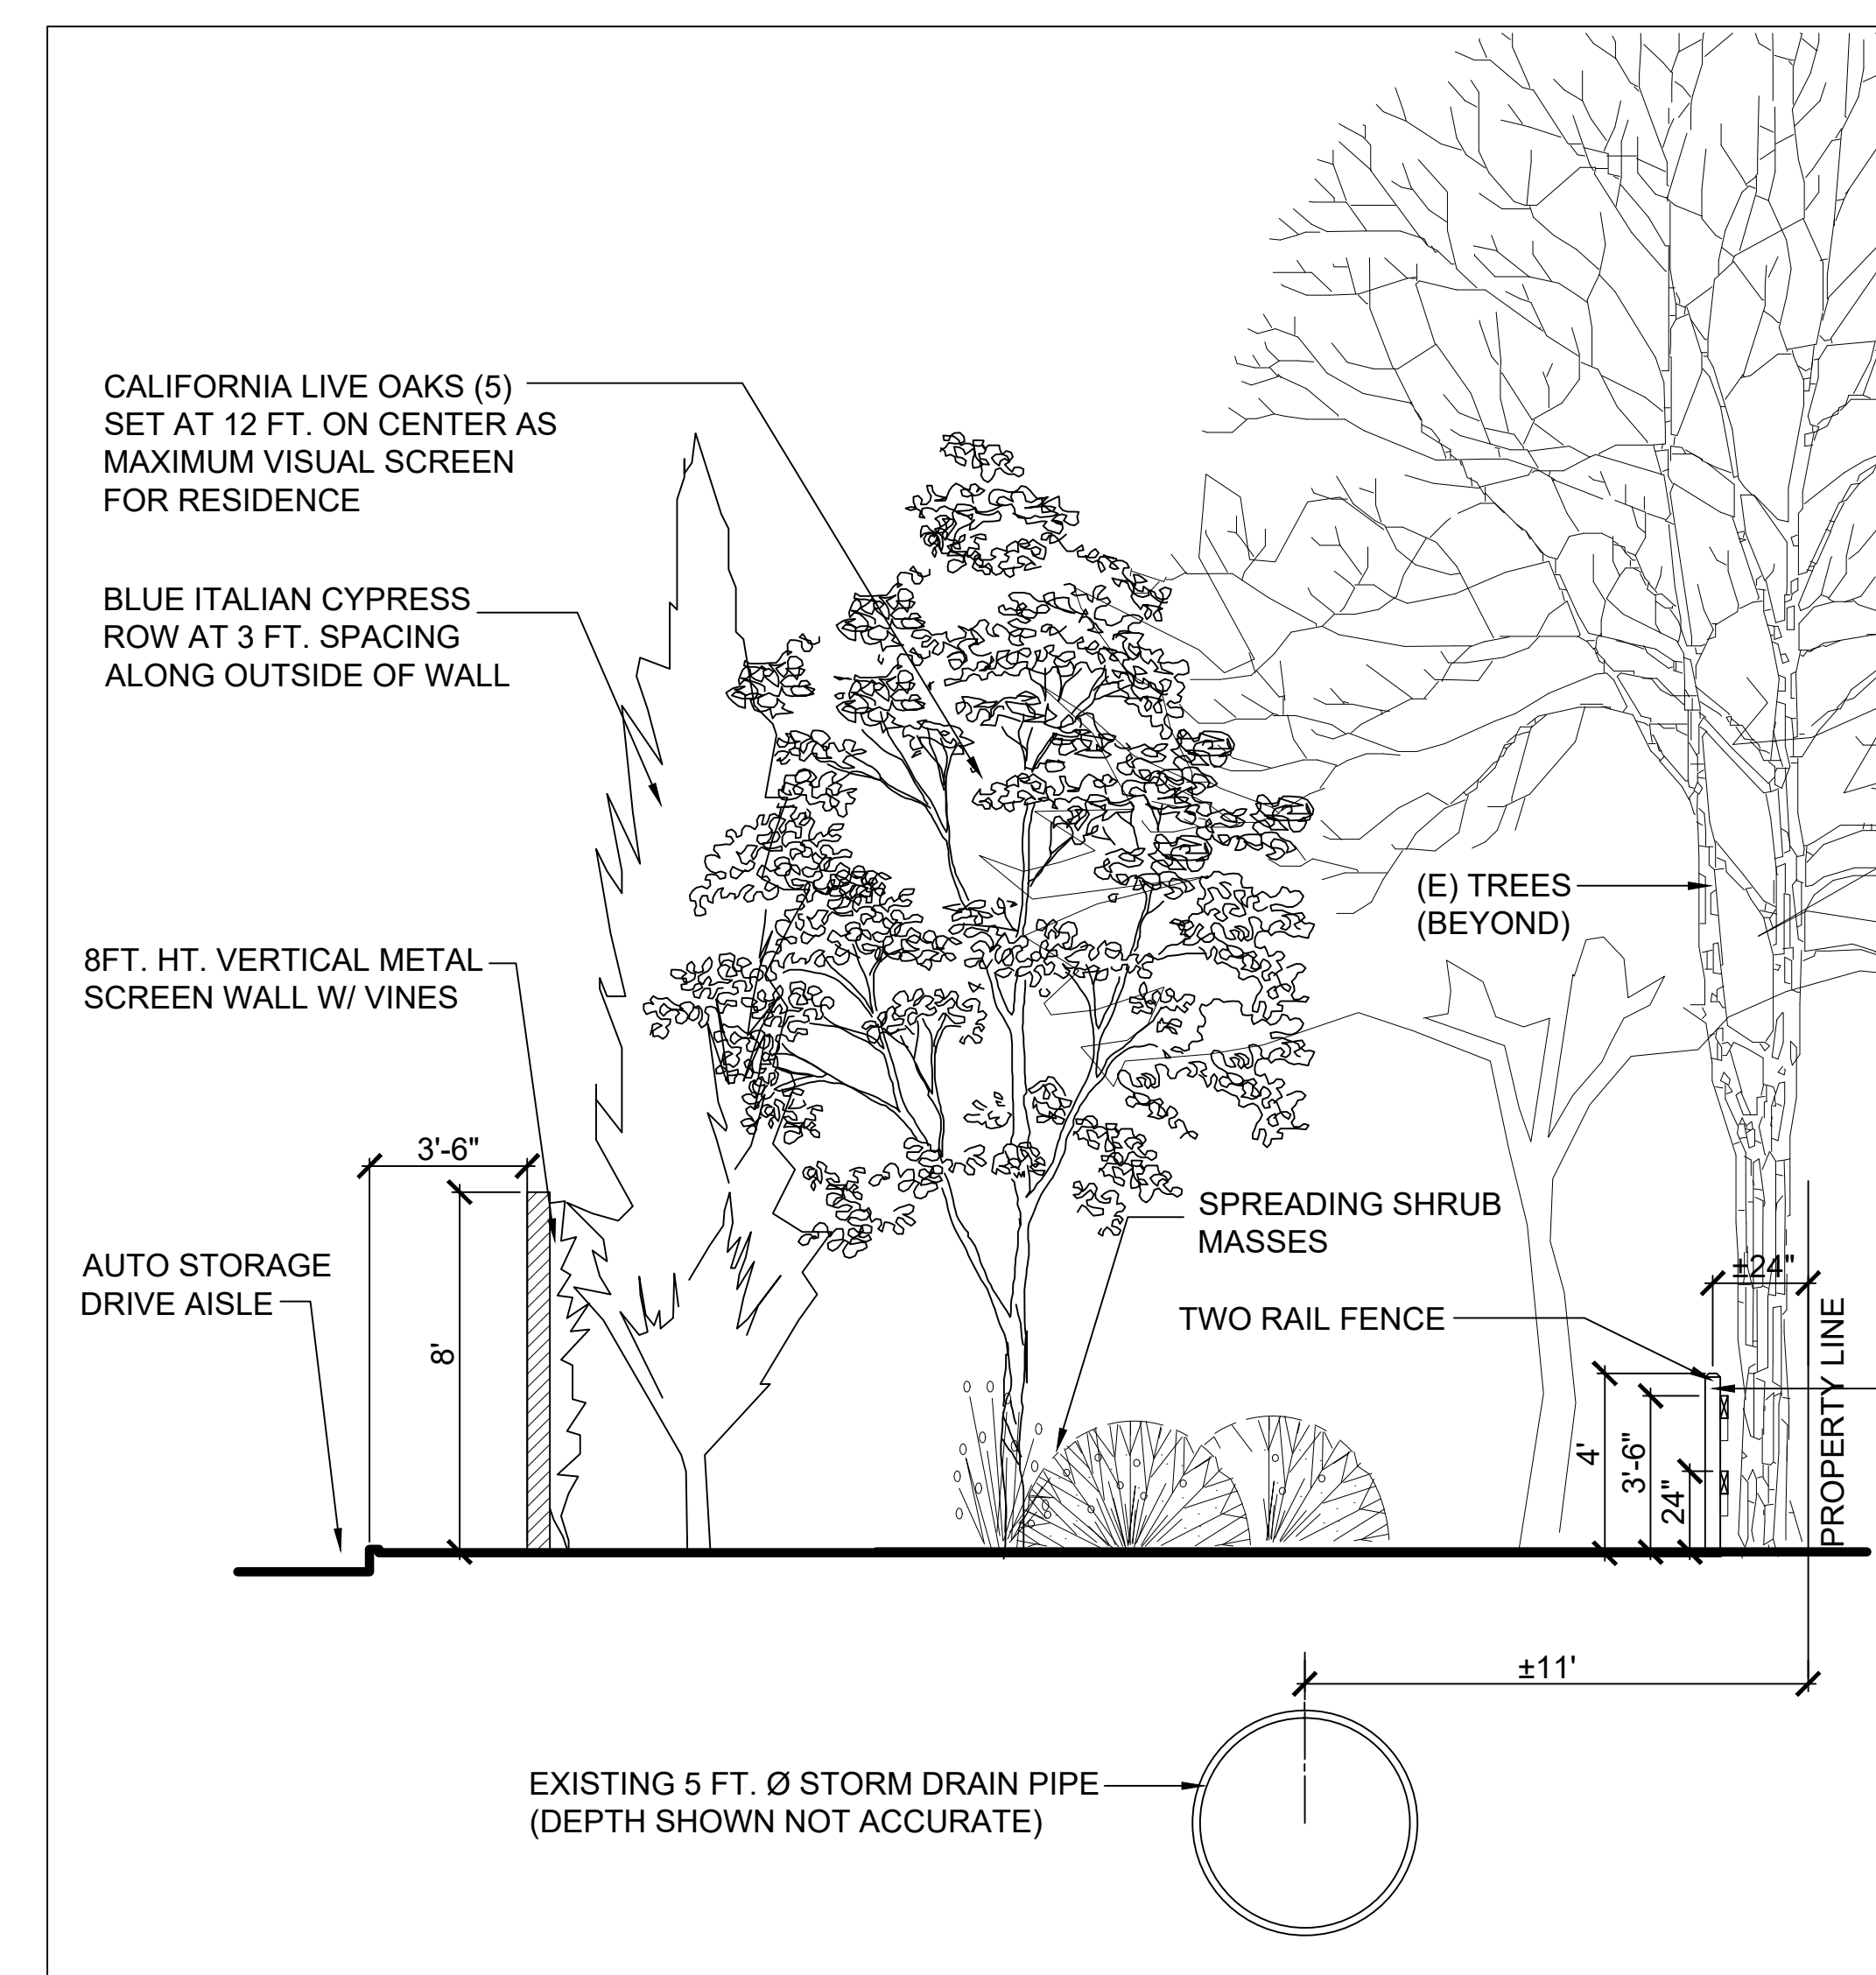 CALIFORNIA LIVE OAKS (5)
SET AT 12 FT. ON CENTER AS
MAXIMUM VISUAL SCREEN
FOR RESIDENCE
BLUE ITALIAN CYPRESS
ROW AT 3 FT. SPACING
ALONG OUTSIDE OF WALL
(E) TREES
(BEYOND)
8FT. HT. VERTICAL METAL
SCREEN WALL W/ VINES
3'-6"
8'
AUTO STORAGE
DRIVE AISLE
SPREADING SHRUB
MASSES
±24"
TWO RAIL FENCE
4'
3'-6"
24"
PROPERTY LINE
±11'
EXISTING 5 FT. Ø STORM DRAIN PIPE
(DEPTH SHOWN NOT ACCURATE)